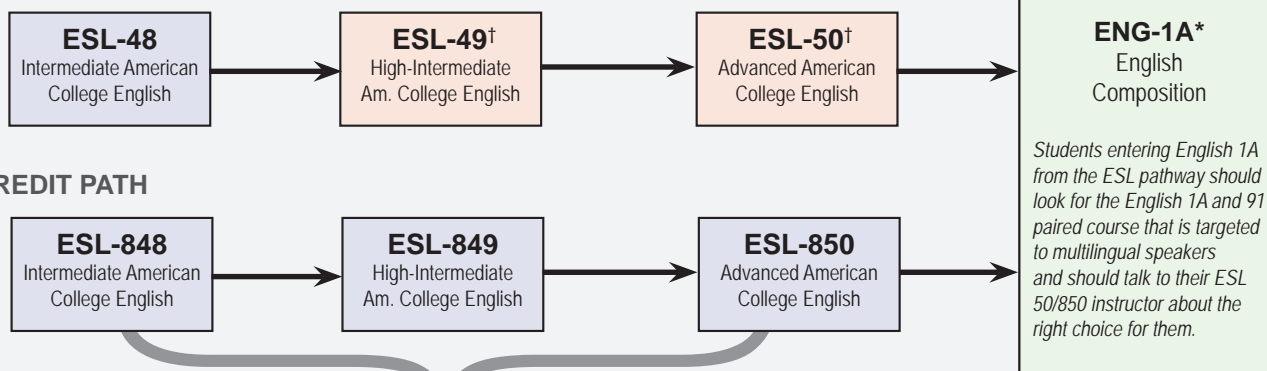 ESL-48
Intermediate American
College English
ESL-49†
High-Intermediate
Am. College English
ESL-50†
Advanced American
College English
ENG-1A*
English
Composition
Students entering English 1A
from the ESL pathway should
look for the English 1A and 91
paired course that is targeted
to multilingual speakers
and should talk to their ESL
50/850 instructor about the
right choice for them.
REDIT PATH
ESL-848
Intermediate American
College English
ESL-849
High-Intermediate
Am. College English
ESL-850
Advanced American
College English